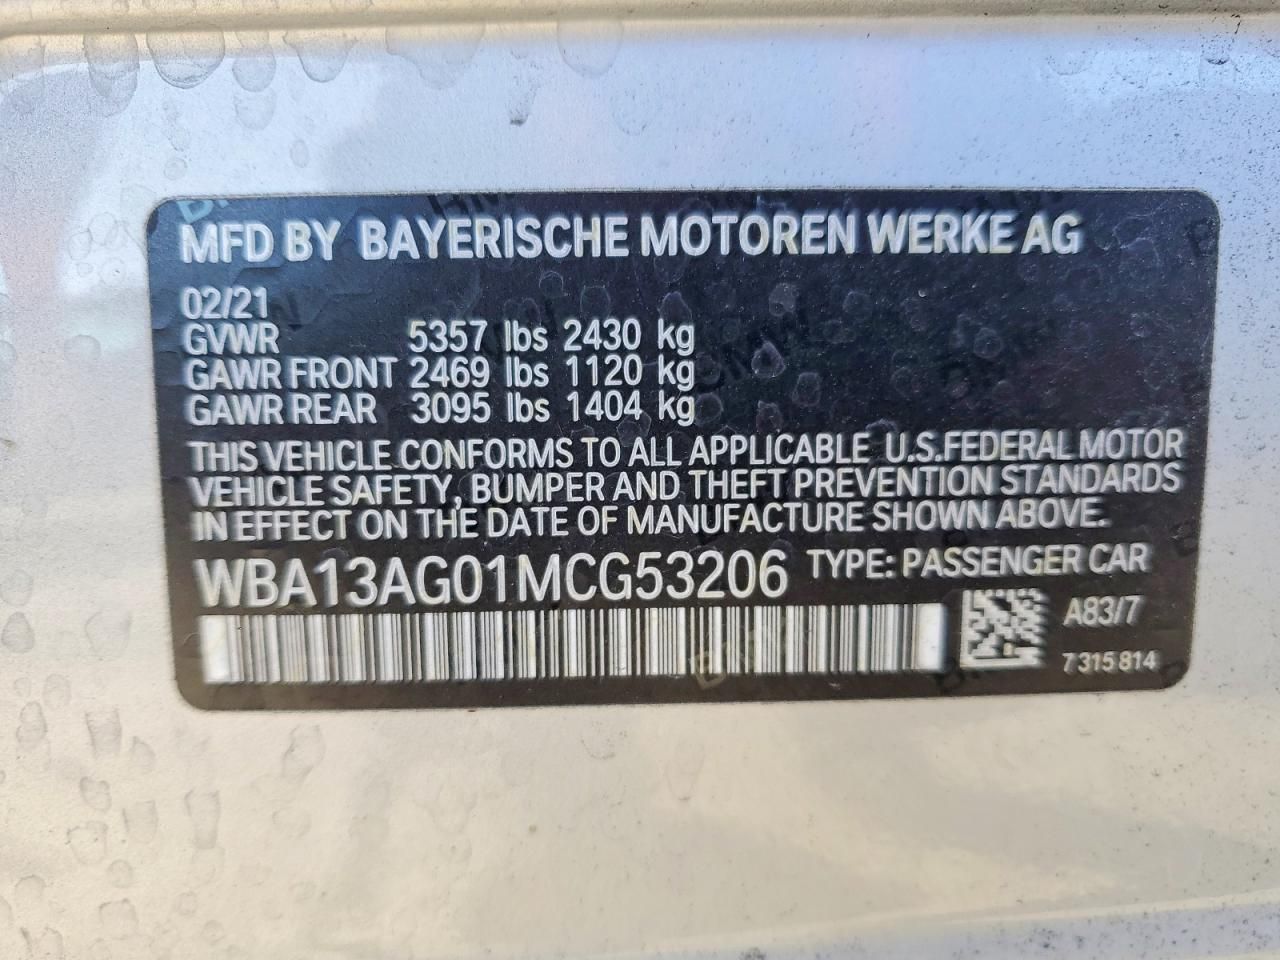 MFD BY BAYERISCHE MOTOREN WERKE AG
02/21
GVWR 5357 lbs 2430 kg
GAWR FRONT 2469 lbs 1120 kg
GAWR REAR 3095 lbs 1404 kg
THIS VEHICLE CONFORMS TO ALL APPLICABLE U.S.FEDERAL MOTOR
VEHICLE SAFETY, BUMPER AND THEFT PREVENTION STANDARDS
IN EFFECT ON THE DATE OF MANUFACTURE SHOWN ABOVE.
WBA13AG01MCG53206 TYPE: PASSENGER CAR
A83/7
7 315 814